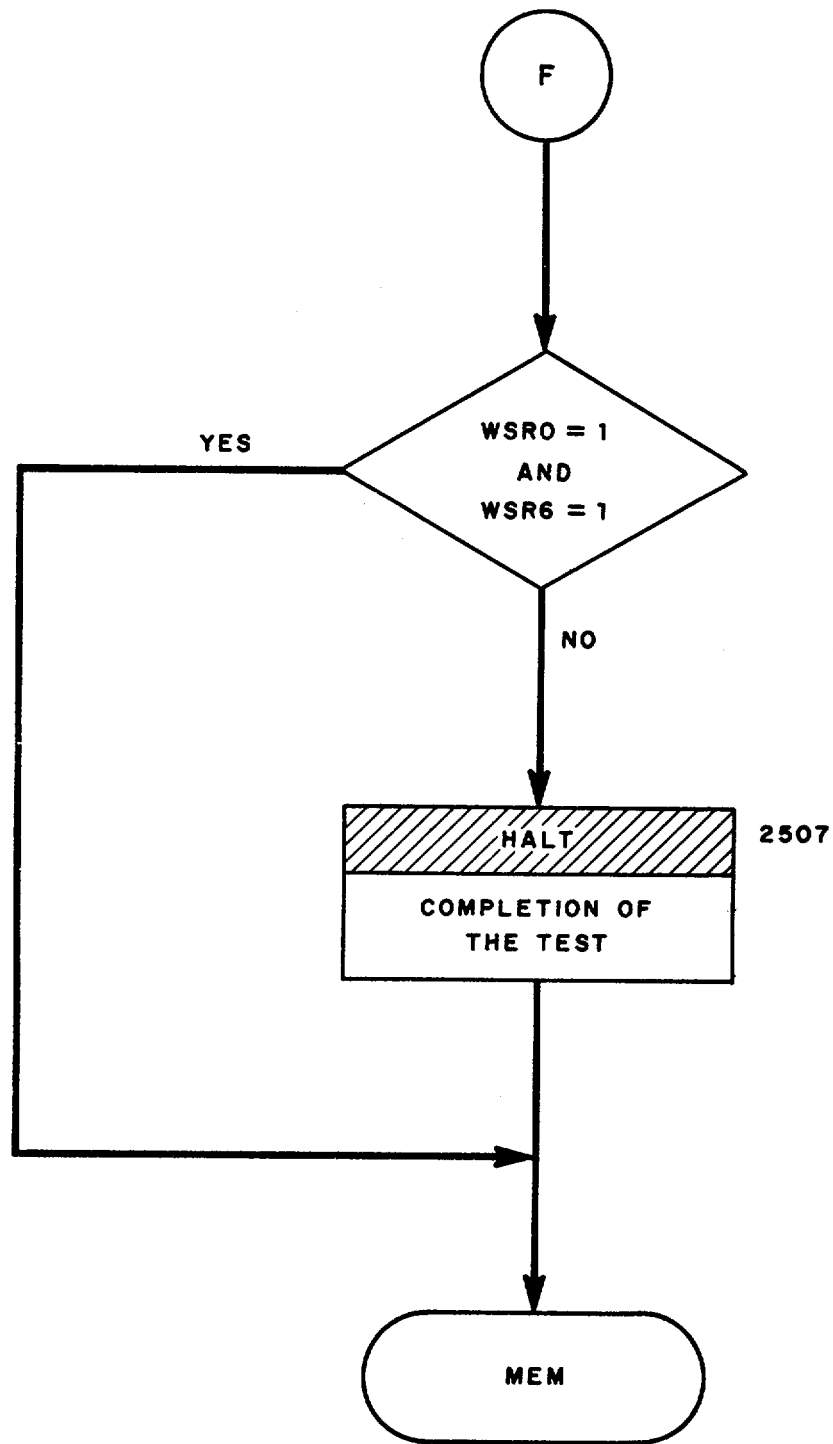 F
WSR0 = 1
AND
WSR6 = 1
YES
NO
HALT
2507
COMPLETION OF
THE TEST
MEM